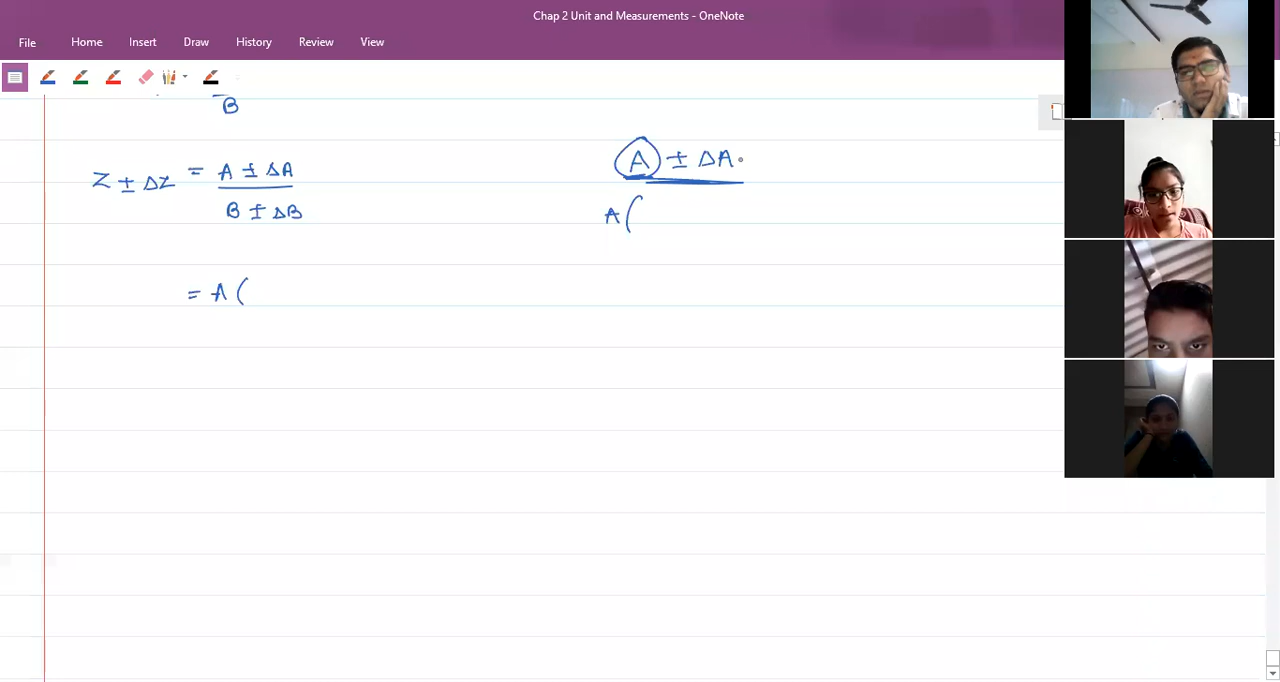 Chap 2 Unit and Measurements - OneNote
File Home Insert Draw History Review View
B
Z ± ΔZ = A ± ΔA
B ± ΔB
= A (
A ± ΔA
A (